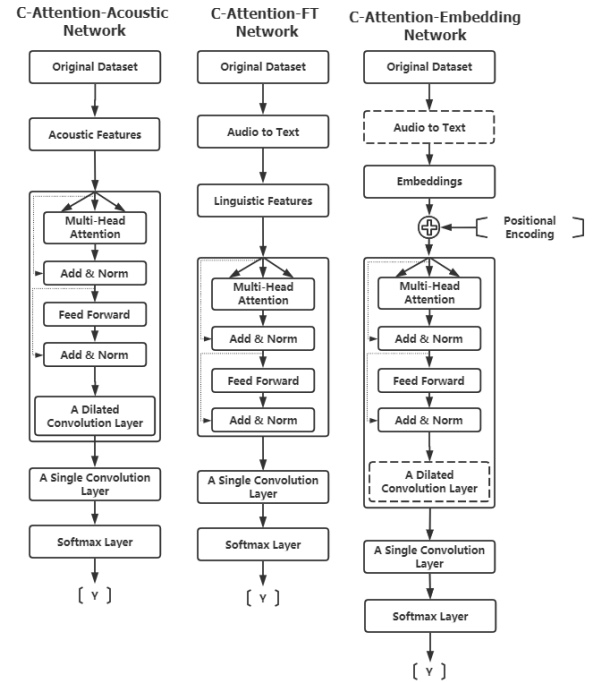 C-Attention-Acoustic
Network
Original Dataset
Acoustic Features
Multi-Head
Attention
Add & Norm
Feed Forward
Add & Norm
A Dilated
Convolution Layer
A Single Convolution
Layer
Softmax Layer
[ Y ]
C-Attention-FT
Network
Original Dataset
Audio to Text
Linguistic Features
Multi-Head
Attention
Add & Norm
Feed Forward
Add & Norm
A Single Convolution
Layer
Softmax Layer
[ Y ]
C-Attention-Embedding
Network
Original Dataset
Audio to Text
Embeddings
Positional
Encoding
Multi-Head
Attention
Add & Norm
Feed Forward
Add & Norm
A Dilated
Convolution Layer
A Single Convolution
Layer
Softmax Layer
[ Y ]